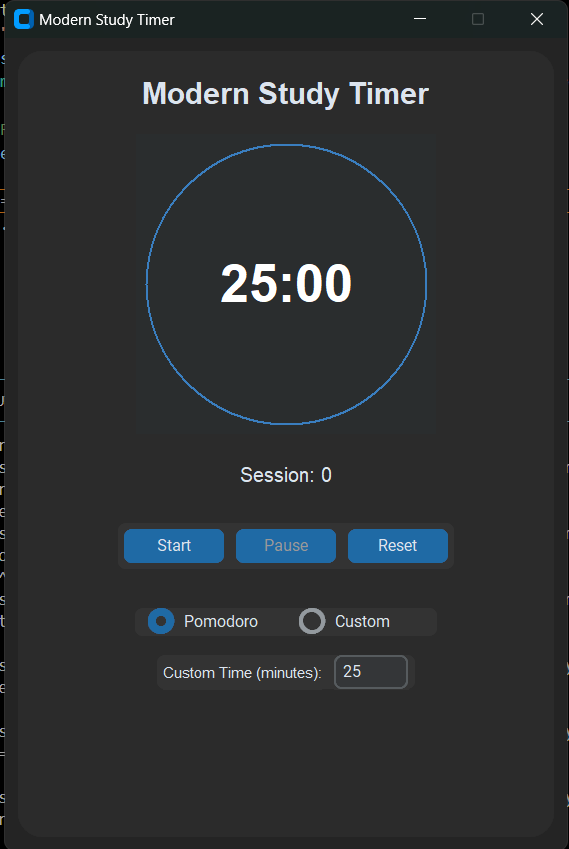 Modern Study Timer
Modern Study Timer
25:00
Session: 0
Start Pause Reset
Pomodoro Custom
Custom Time (minutes): 25